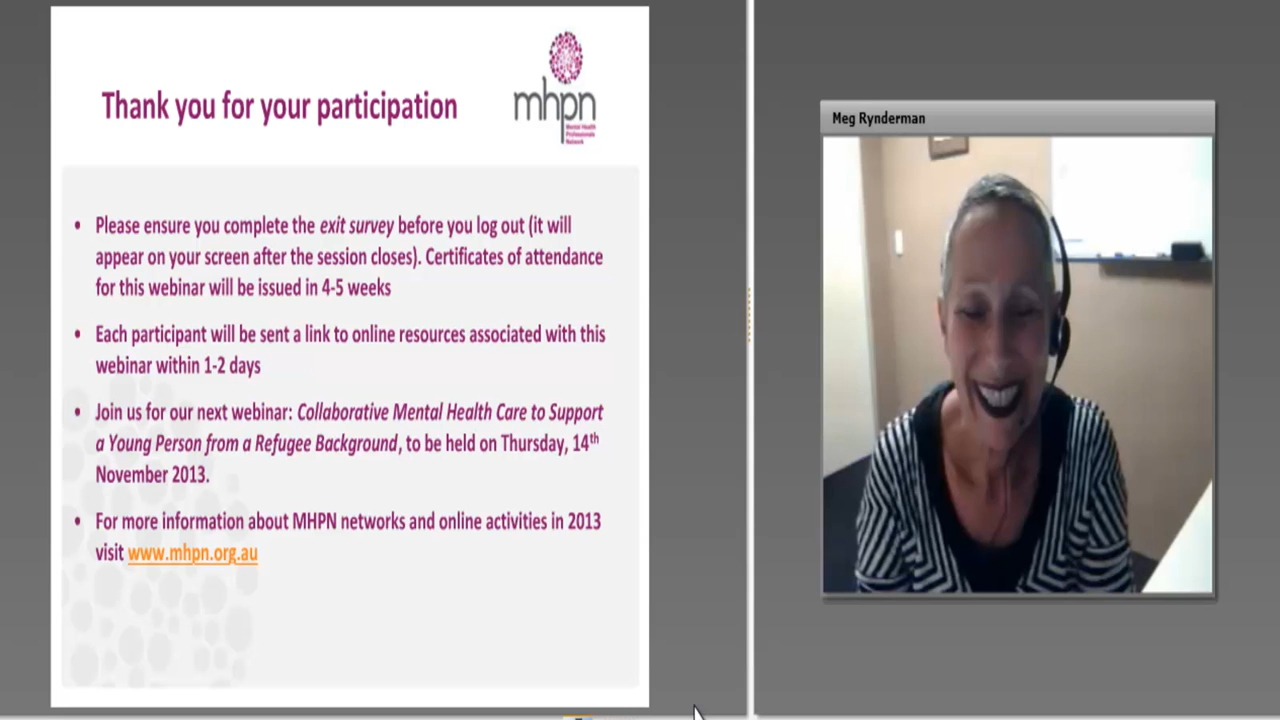 Thank you for your participation
mhpn
Mental Health
Professionals
Network
• Please ensure you complete the exit survey before you log out (it will
appear on your screen after the session closes). Certificates of attendance
for this webinar will be issued in 4-5 weeks
• Each participant will be sent a link to online resources associated with this
webinar within 1-2 days
• Join us for our next webinar: Collaborative Mental Health Care to Support
a Young Person from a Refugee Background, to be held on Thursday, 14th
November 2013.
• For more information about MHPN networks and online activities in 2013
visit www.mhpn.org.au
Meg Rynderman